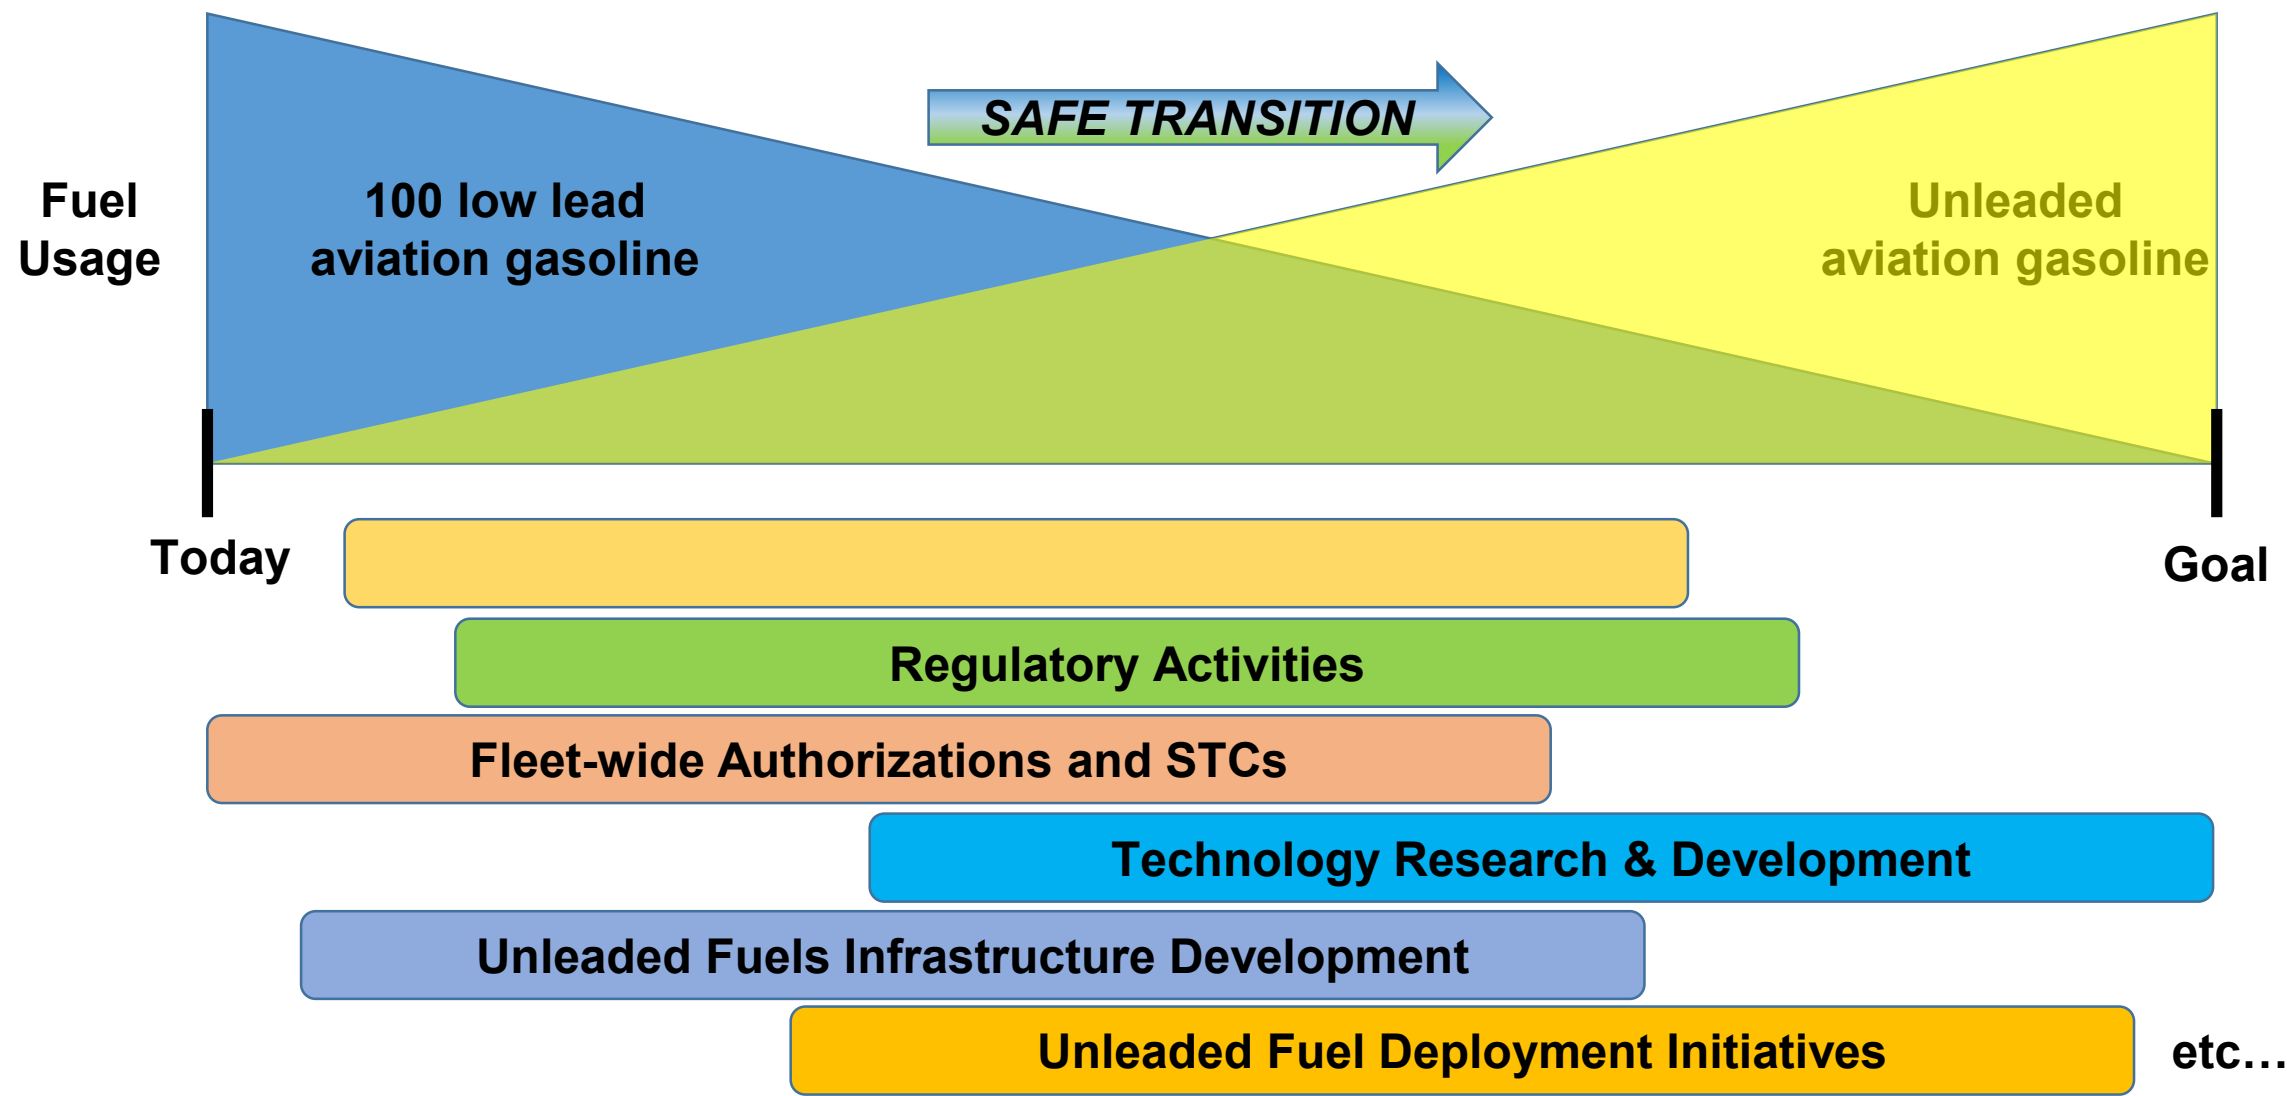 SAFE TRANSITION
Fuel
Usage
100 low lead
aviation gasoline
Unleaded
aviation gasoline
Today
Goal
Regulatory Activities
Fleet-wide Authorizations and STCs
Technology Research & Development
Unleaded Fuels Infrastructure Development
Unleaded Fuel Deployment Initiatives
etc…